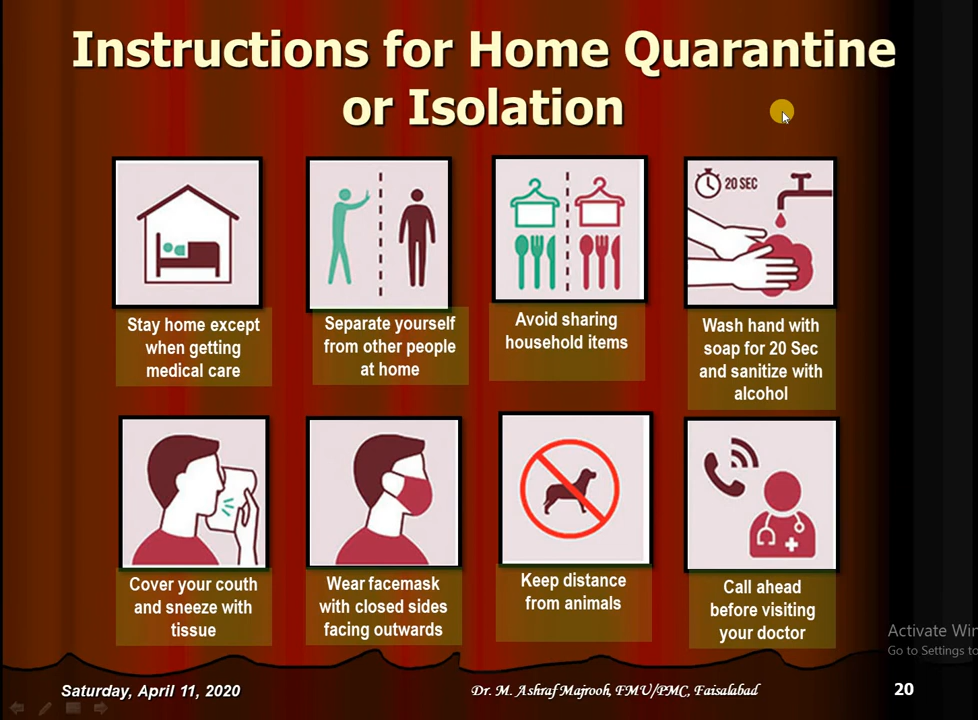 Instructions for Home Quarantine
or Isolation
20 SEC
Stay home except
when getting
medical care
Separate yourself
from other people
at home
Avoid sharing
household items
Wash hand with
soap for 20 Sec
and sanitize with
alcohol
Cover your couth
and sneeze with
tissue
Wear facemask
with closed sides
facing outwards
Keep distance
from animals
Call ahead
before visiting
your doctor
Activate Win
Go to Settings to
Saturday, April 11, 2020
Dr. M. Ashraf Majrooh, FMU/PMC, Faisalabad
20